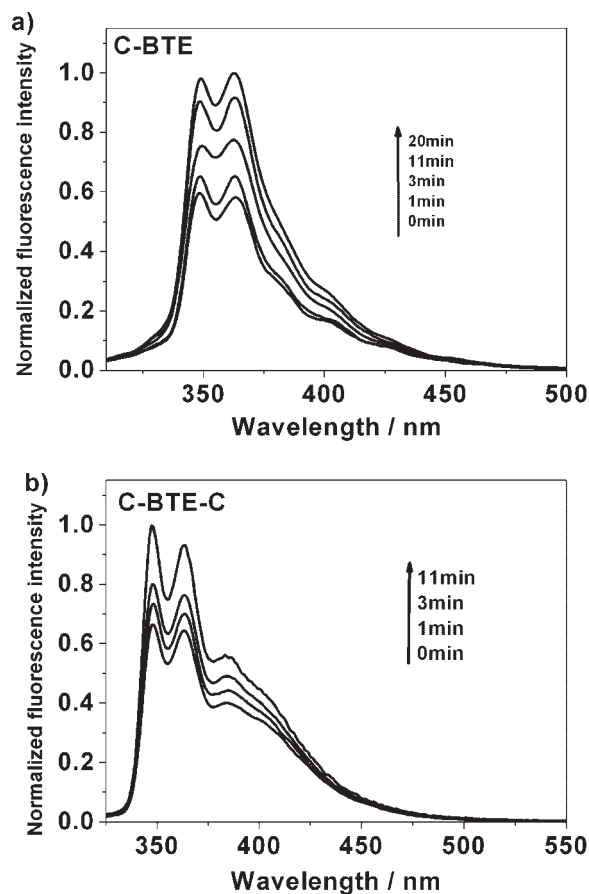 a)
C-BTE
Normalized fluorescence intensity
1.0
0.8
0.6
0.4
0.2
0.0
20min
11min
3min
1min
0min
350
400
450
500
Wavelength / nm
b)
C-BTE-C
Normalized fluorescence intensity
1.0
0.8
0.6
0.4
0.2
0.0
11min
3min
1min
0min
350
400
450
500
550
Wavelength / nm